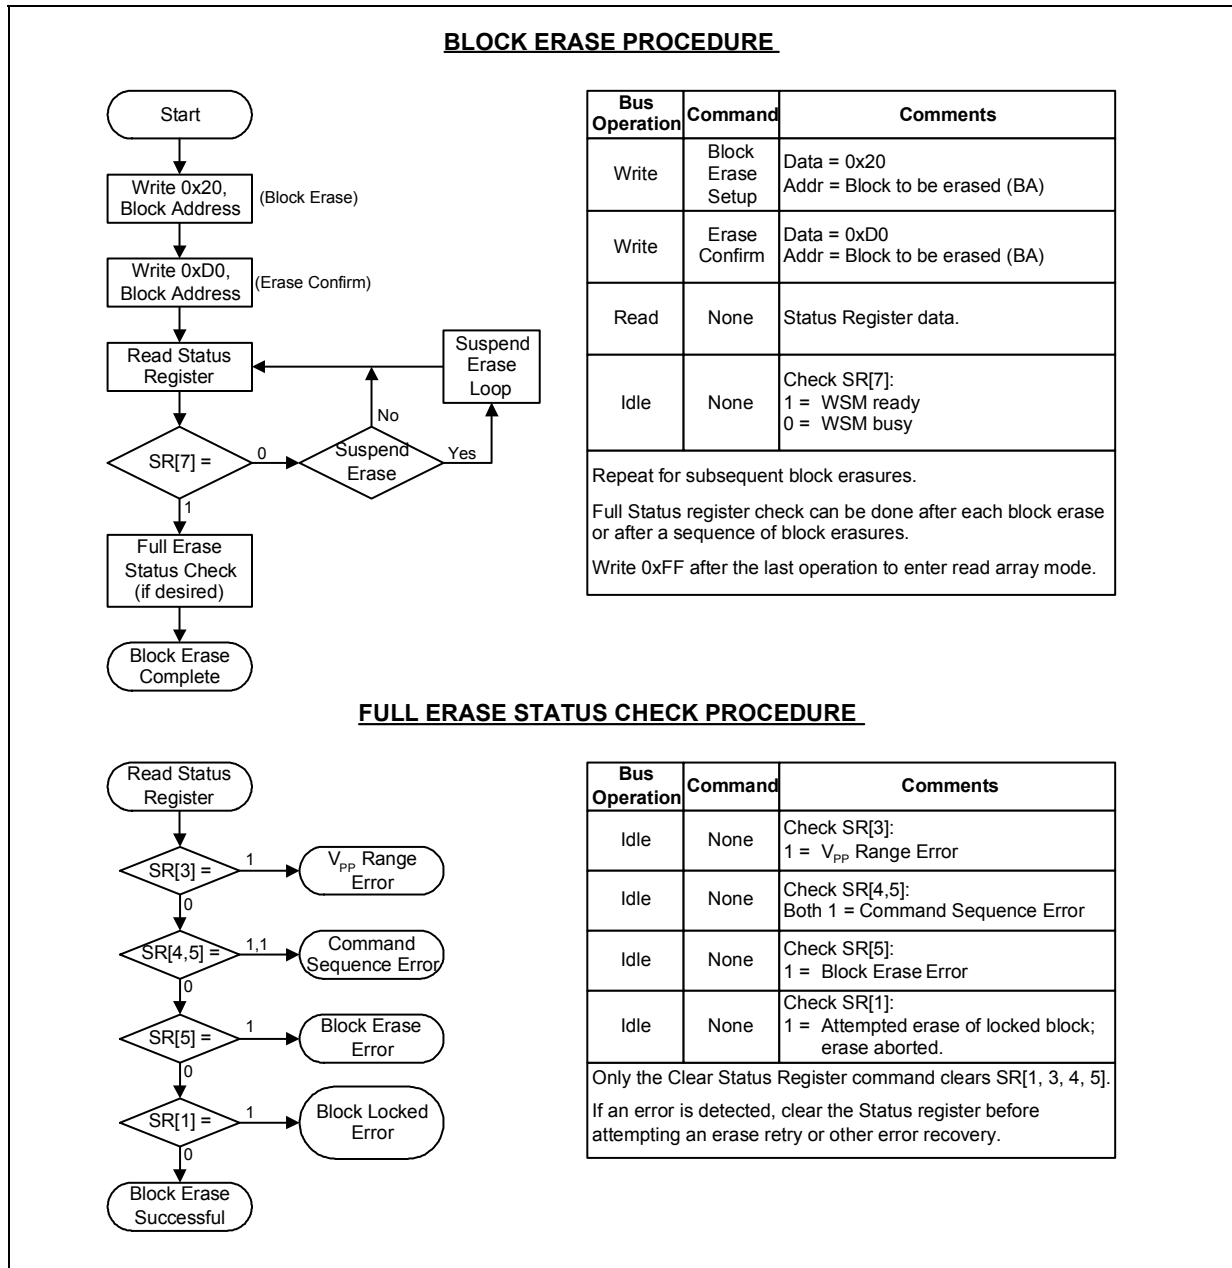 BLOCK ERASE PROCEDURE
Start
Write 0x20,
Block Address
(Block Erase)
Write 0xD0,
Block Address
(Erase Confirm)
Read Status
Register
Suspend
Erase
Loop
No
SR[7] =
0
Suspend
Erase
Yes
1
Full Erase
Status Check
(if desired)
Block Erase
Complete
Bus
Operation
Command
Comments
Write
Block
Erase
Setup
Data = 0x20
Addr = Block to be erased (BA)
Write
Erase
Confirm
Data = 0xD0
Addr = Block to be erased (BA)
Read
None
Status Register data.
Idle
None
Check SR[7]:
1 = WSM ready
0 = WSM busy
Repeat for subsequent block erasures.
Full Status register check can be done after each block erase
or after a sequence of block erasures.
Write 0xFF after the last operation to enter read array mode.
FULL ERASE STATUS CHECK PROCEDURE
Read Status
Register
SR[3] =
1
VPP Range
Error
0
SR[4,5] =
1,1
Command
Sequence Error
0
SR[5] =
1
Block Erase
Error
0
SR[1] =
1
Block Locked
Error
0
Block Erase
Successful
Bus
Operation
Command
Comments
Idle
None
Check SR[3]:
1 = VPP Range Error
Idle
None
Check SR[4,5]:
Both 1 = Command Sequence Error
Idle
None
Check SR[5]:
1 = Block Erase Error
Idle
None
Check SR[1]:
1 = Attempted erase of locked block;
erase aborted.
Only the Clear Status Register command clears SR[1, 3, 4, 5].
If an error is detected, clear the Status register before
attempting an erase retry or other error recovery.